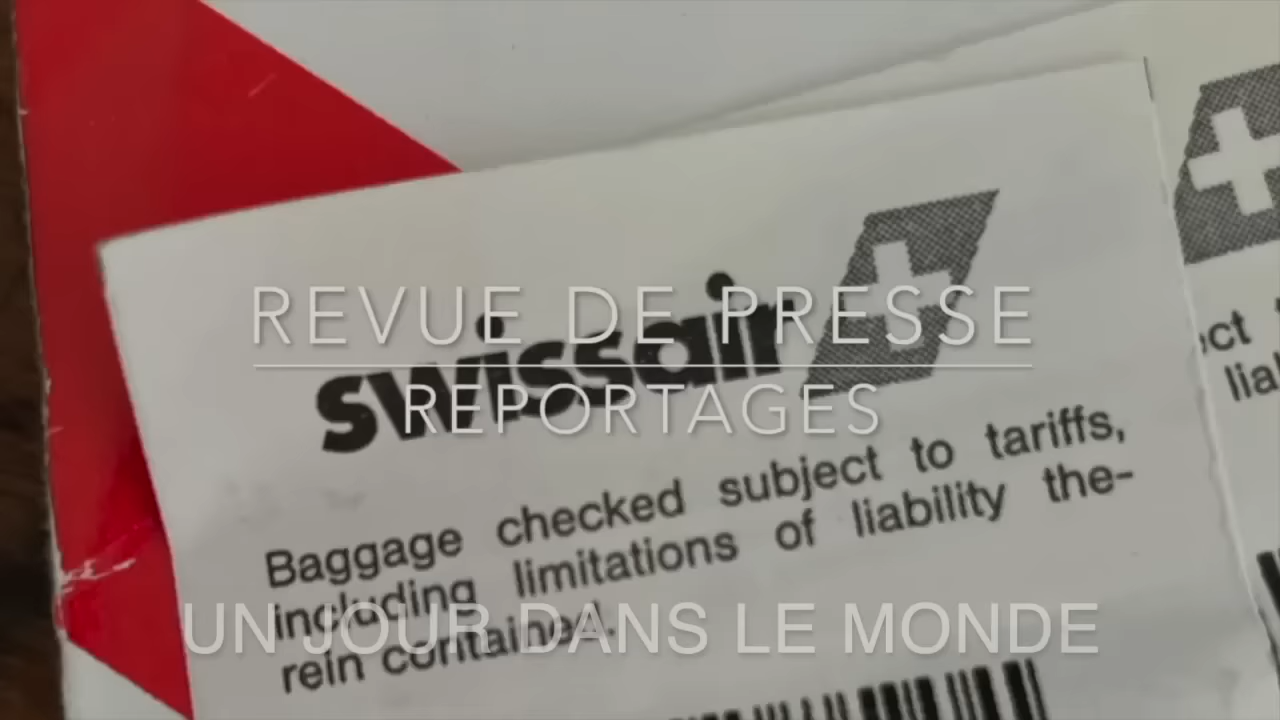 REVUE DE PRESSE
swissair
REPORTAGES
Baggage checked subject to tariffs,
including limitations of liability the-
rein contained.
UN JOUR DANS LE MONDE
ct
lia